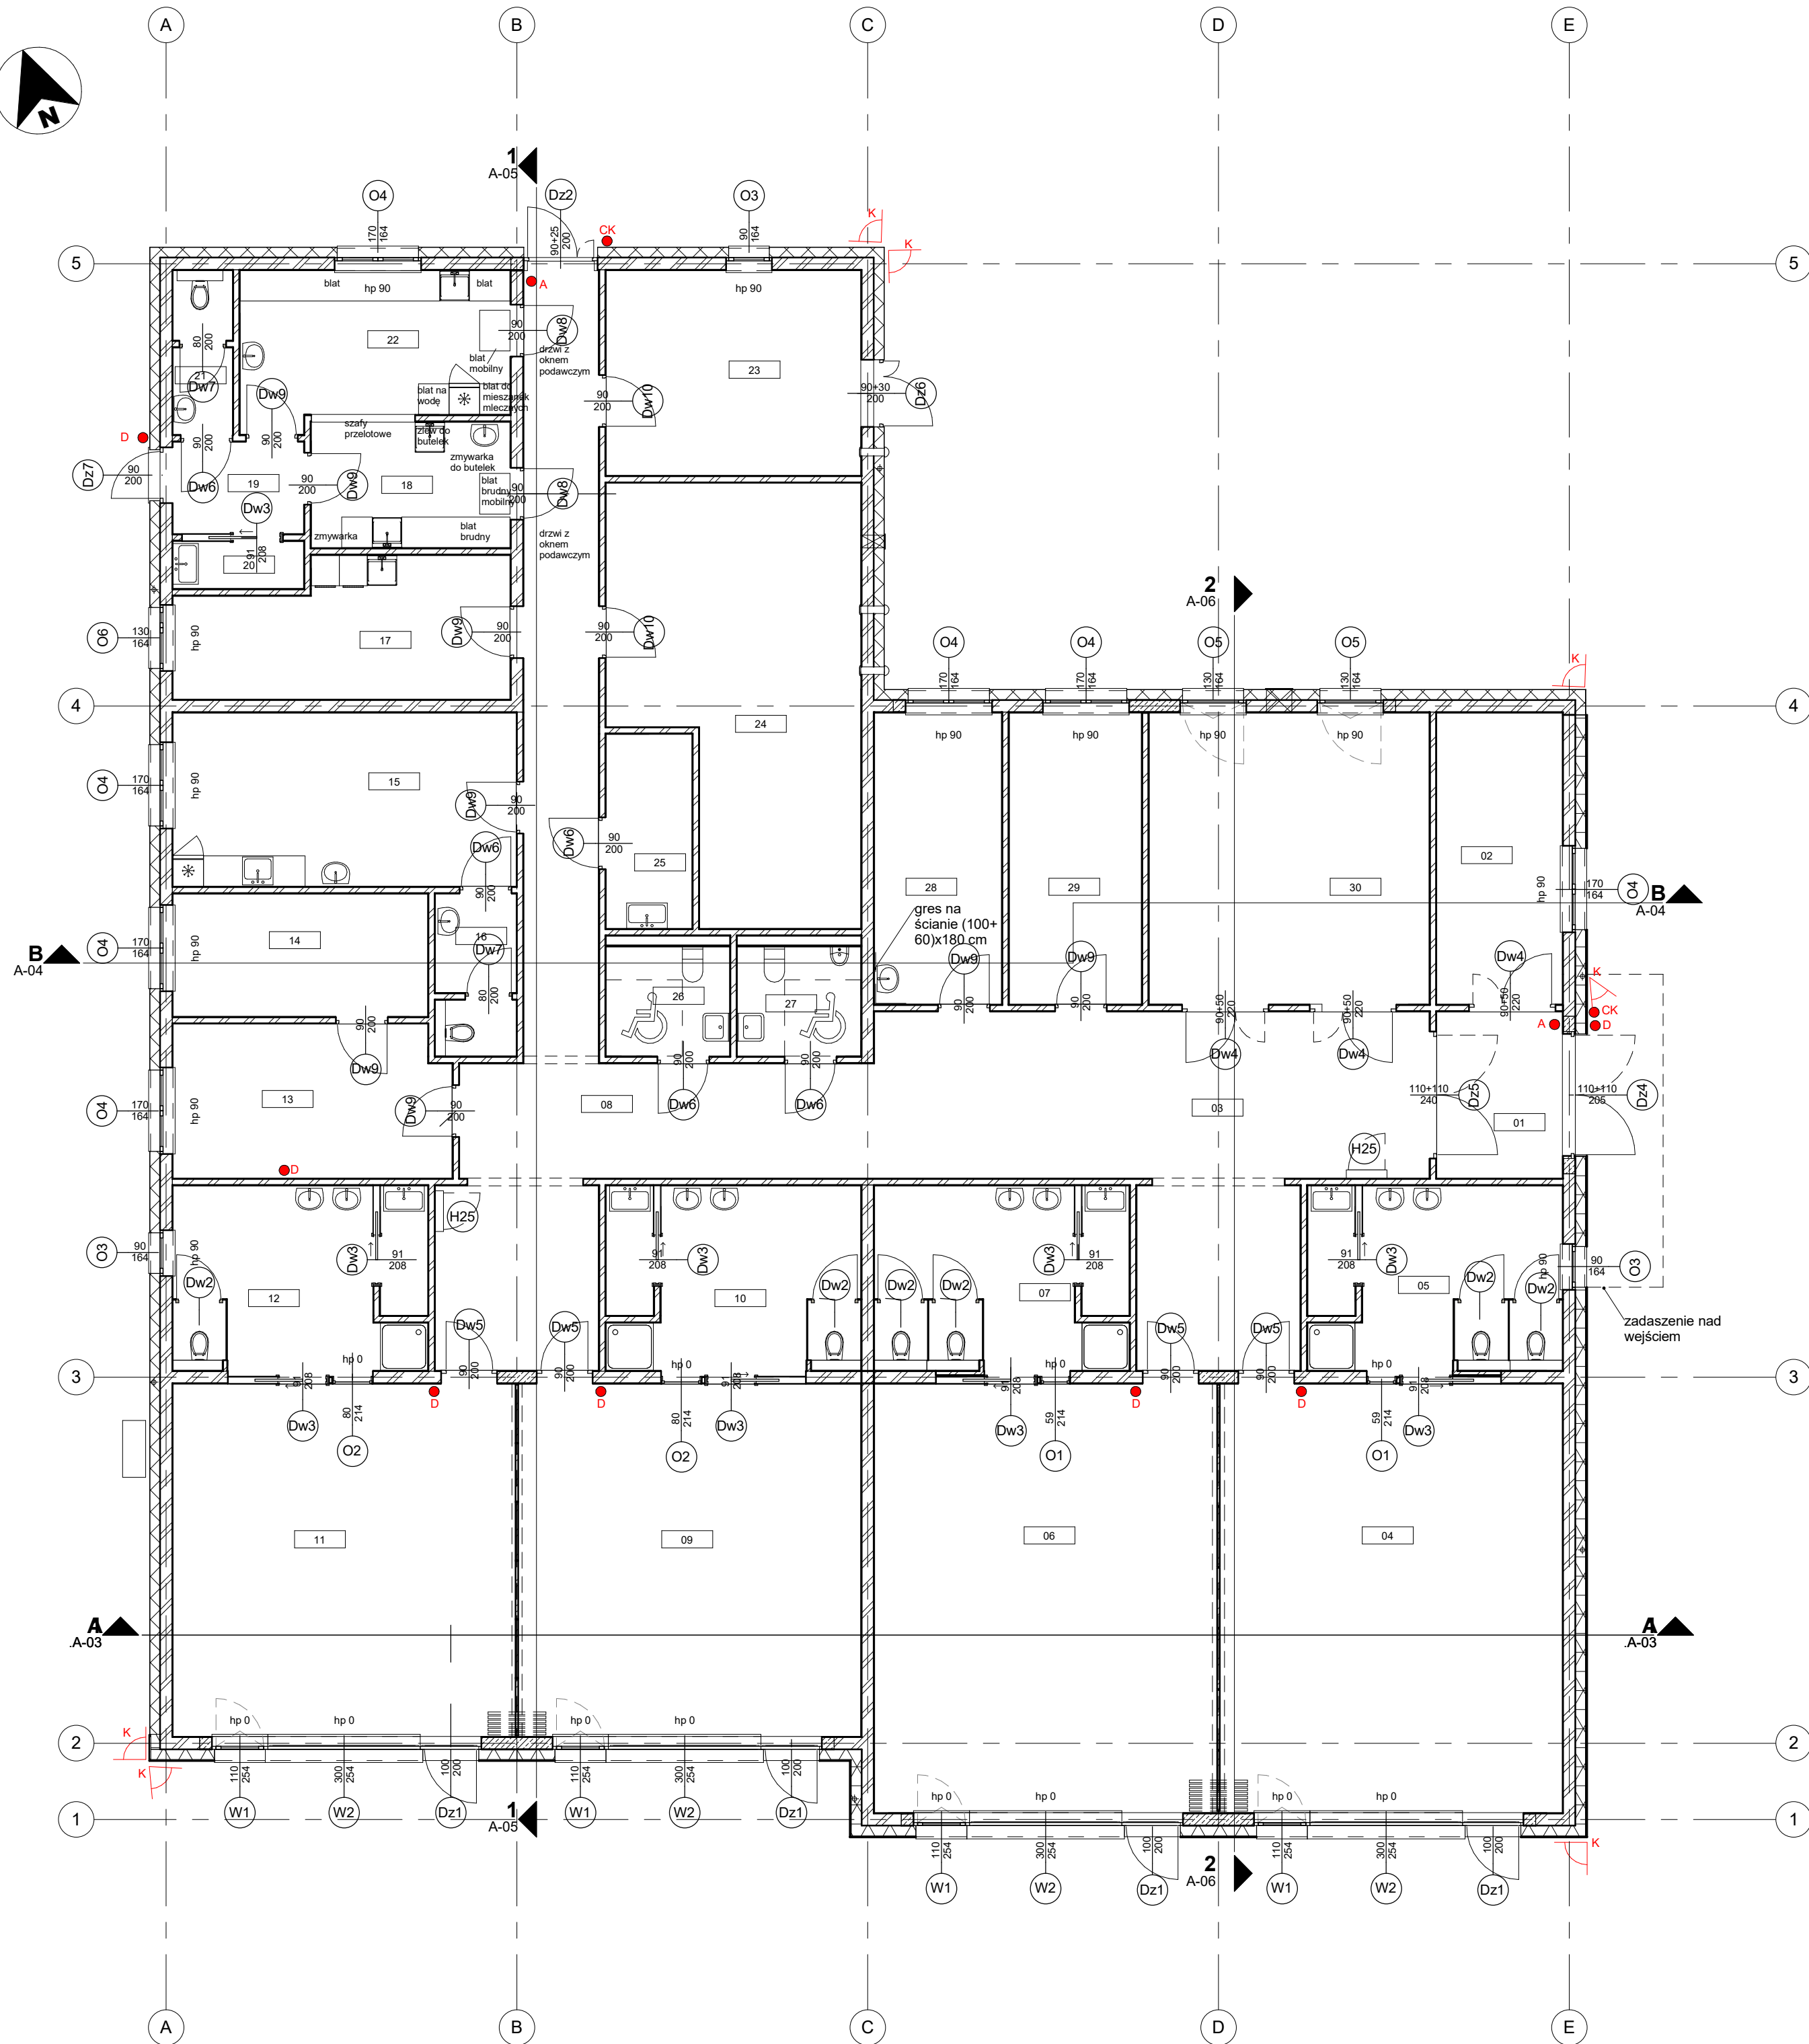 A
B
C
D
E
N
1
A-05
O4
Dz2
O3
K
K
170
164
90+25
200
CK
90
164
5
5
blat
hp 90
blat
A
hp 90
80
200
22
90
200
Dw8
blat
mobilny
drzwi z
oknem
podawczym
21
Dw7
Dw9
blat na
wodę
blat do
mieszanek
mlecznych
23
90
200
Dw10
90+30
200
Dz6
D
90
200
90
200
szafy
przelotowe
zlew do
butelek
zmywarka
do butelek
Dz7
90
200
Dw6
19
90
200
Dw9
18
blat
brudny
mobilny
90
200
Dw8
Dw3
zmywarka
blat
brudny
drzwi z
oknem
podawczym
91
208
20
2
A-06
O6
130
164
hp 90
17
Dw9
90
200
90
200
Dw10
O4
O4
O5
O5
K
170
164
170
164
130
164
130
164
4
4
24
hp 90
hp 90
hp 90
hp 90
O4
170
164
hp 90
15
Dw9
90
200
Dw6
90
200
Dw6
90
200
25
02
28
29
30
hp 90
170
164
O4
B
A-04
gres na
ścianie (100+
60)x180 cm
14
16
O4
170
164
hp 90
B
A-04
Dw7
80
200
Dw9
Dw9
Dw4
K
26
27
90
200
90
200
90+50
220
90+50
220
90+50
220
CK
A
D
90
200
Dw9
90
200
90
200
Dw4
Dw4
13
O4
170
164
hp 90
Dw9
90
200
08
Dw6
Dw6
03
110+110
240
Dz5
110+110
205
Dz4
01
H25
D
H25
O3
90
164
hp 90
Dw3
91
208
91
208
Dw3
Dw3
91
208
91
208
Dw3
hp 90
90
164
O3
Dw2
Dw2
Dw2
Dw2
Dw2
Dw2
12
10
07
05
zadaszenie nad
wejściem
Dw5
Dw5
Dw5
Dw5
hp 0
hp 0
hp 0
hp 0
3
3
91
208
90
200
90
200
91
208
91
208
90
200
90
200
91
208
D
D
D
D
80
214
80
214
59
214
59
214
Dw3
O2
O2
Dw3
Dw3
O1
O1
Dw3
11
09
06
04
A
.A-03
A
.A-03
hp 0
hp 0
hp 0
hp 0
K
2
2
K
110
254
300
254
100
200
110
254
300
254
100
200
hp 0
hp 0
hp 0
hp 0
W1
W2
Dz1
1
A-05
W1
W2
Dz1
1
1
110
254
300
254
100
200
110
254
300
254
100
200
K
W1
W2
Dz1
2
A-06
W1
W2
Dz1
A
B
C
D
E